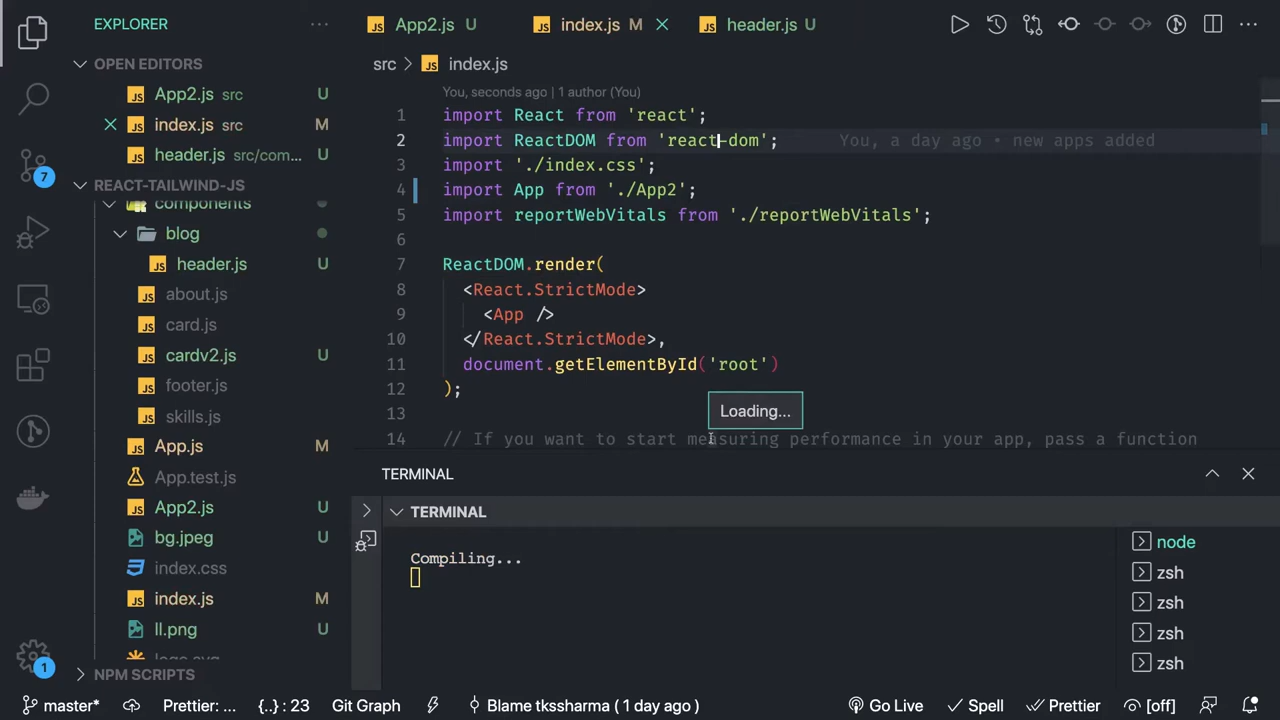 EXPLORER
OPEN EDITORS
App2.js src U
index.js src M
header.js src/com... U
7
REACT-TAILWIND-JS
components
blog
header.js U
about.js
card.js
cardv2.js U
footer.js
skills.js
App.js M
App.test.js
App2.js U
bg.jpeg U
index.css
index.js M
ll.png U
logo.svg
1
NPM SCRIPTS
App2.js U
index.js M
header.js U
src > index.js
You, seconds ago | 1 author (You)
1 import React from 'react';
2 import ReactDOM from 'react-dom'; You, a day ago • new apps added
3 import './index.css';
4 import App from './App2';
5 import reportWebVitals from './reportWebVitals';
6
7 ReactDOM.render(
8 <React.StrictMode>
9 <App />
10 </React.StrictMode>,
11 document.getElementById('root')
12 );
13
Loading...
14 // If you want to start measuring performance in your app, pass a function
TERMINAL
TERMINAL
Compiling...
node
zsh
zsh
zsh
zsh
master* Prettier: ... {..} : 23 Git Graph Blame tkssharma ( 1 day ago ) Go Live Spell Prettier [off]